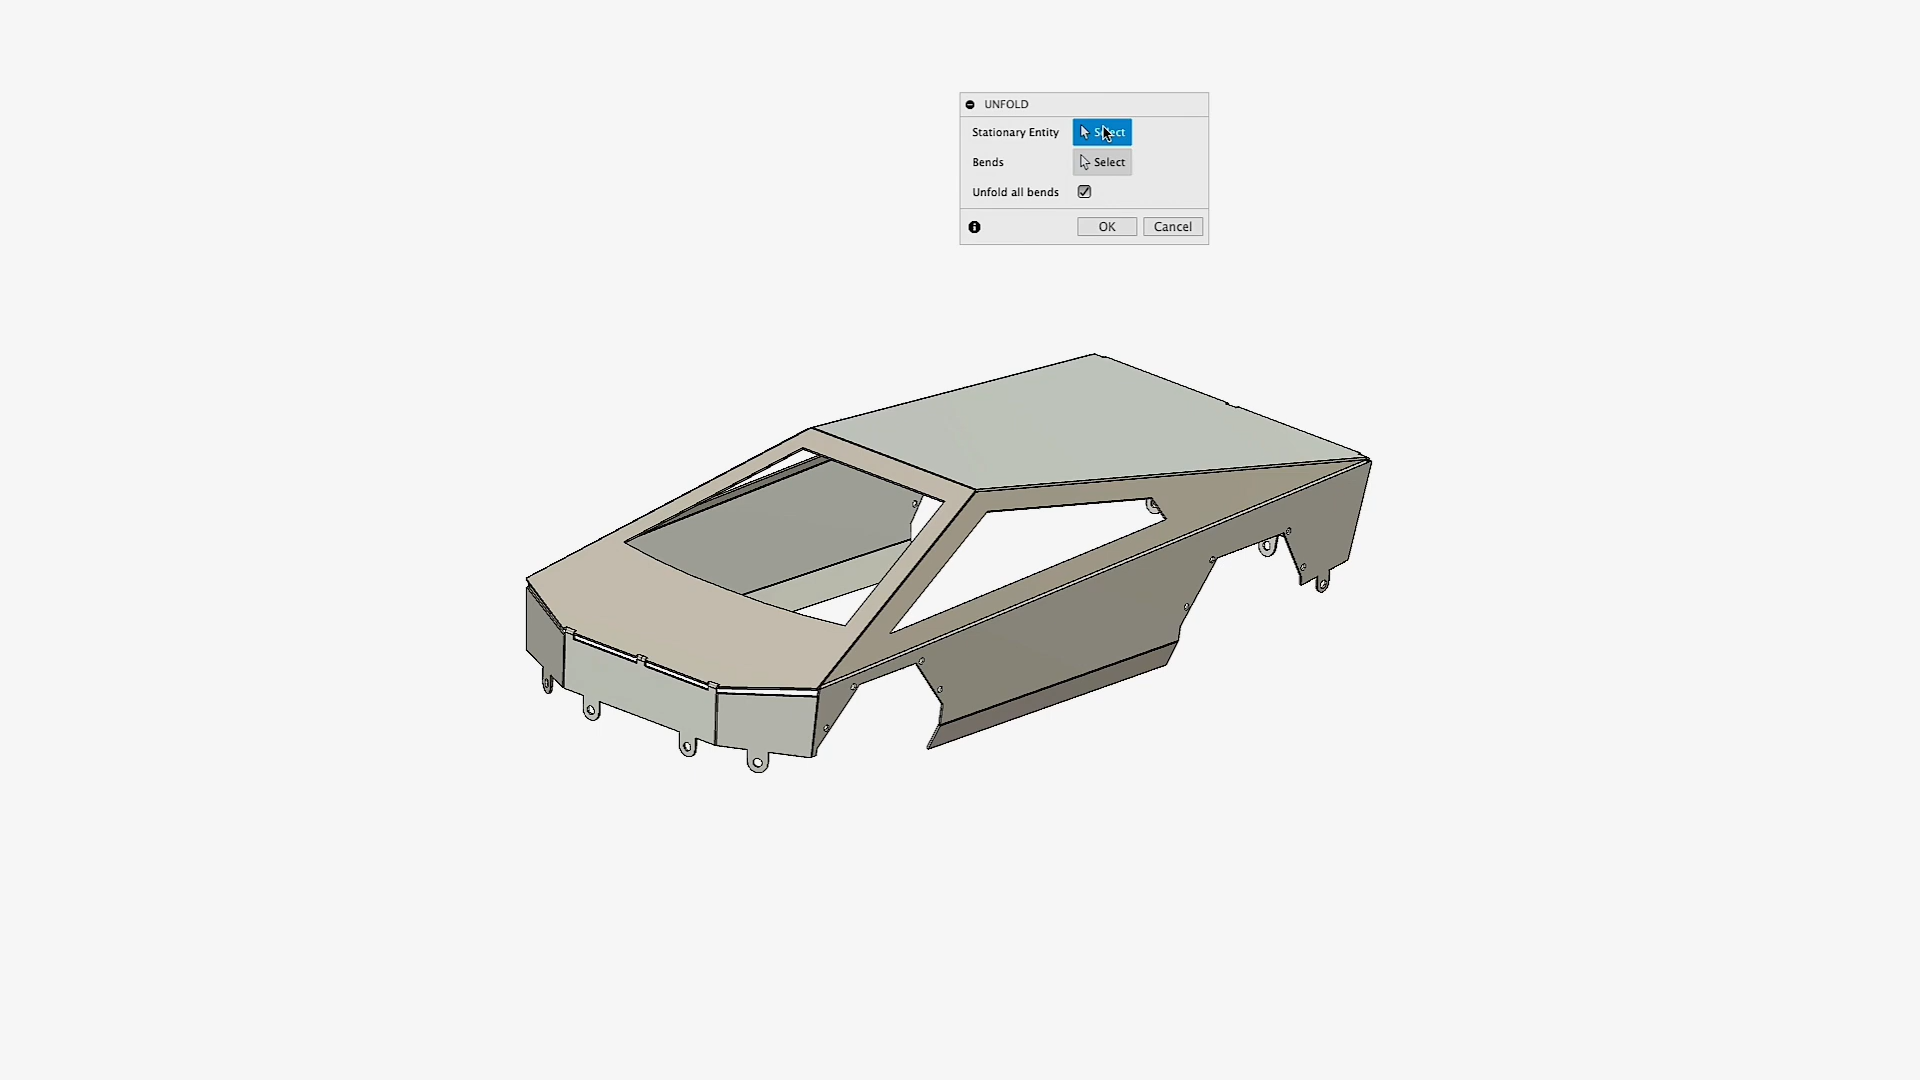 UNFOLD
Stationary Entity Select
Bends Select
Unfold all bends
OK Cancel